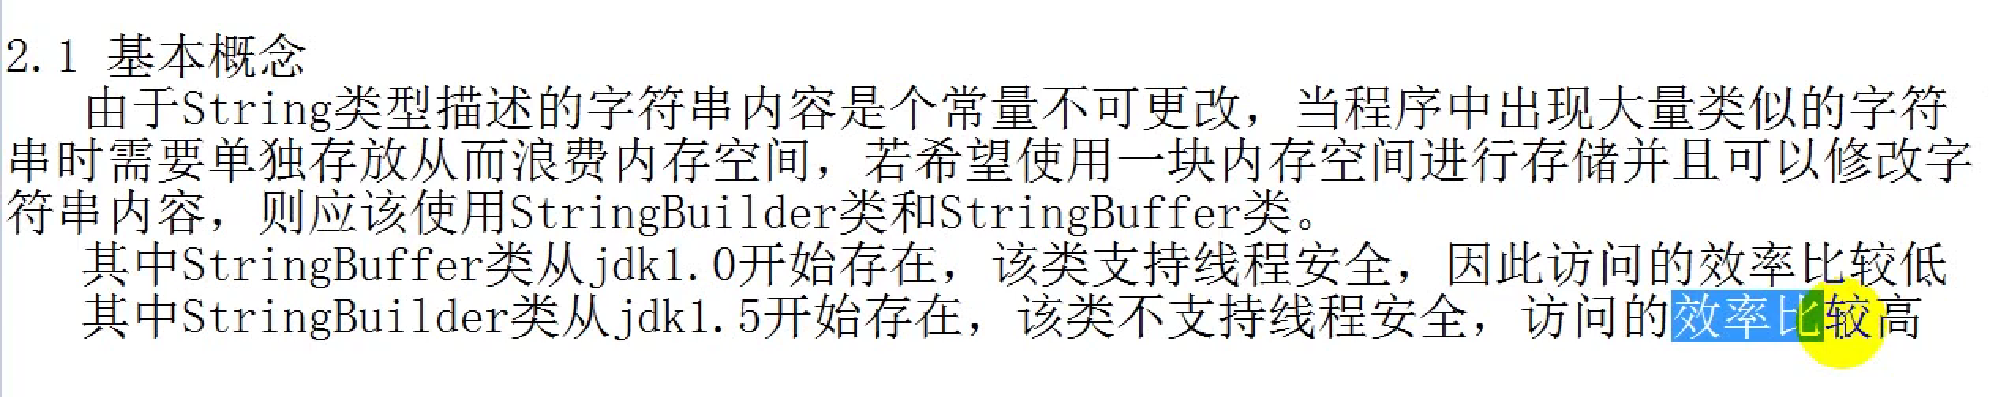 2.1 基本概念
由于String类型描述的字符串内容是个常量不可更改，当程序中出现大量类似的字符
串时需要单独存放从而浪费内存空间，若希望使用一块内存空间进行存储并且可以修改字
符串内容，则应该使用StringBuilder类和StringBuffer类。
其中StringBuffer类从jdk1.0开始存在，该类支持线程安全，因此访问的效率比较低
其中StringBuilder类从jdk1.5开始存在，该类不支持线程安全，访问的效率比较高